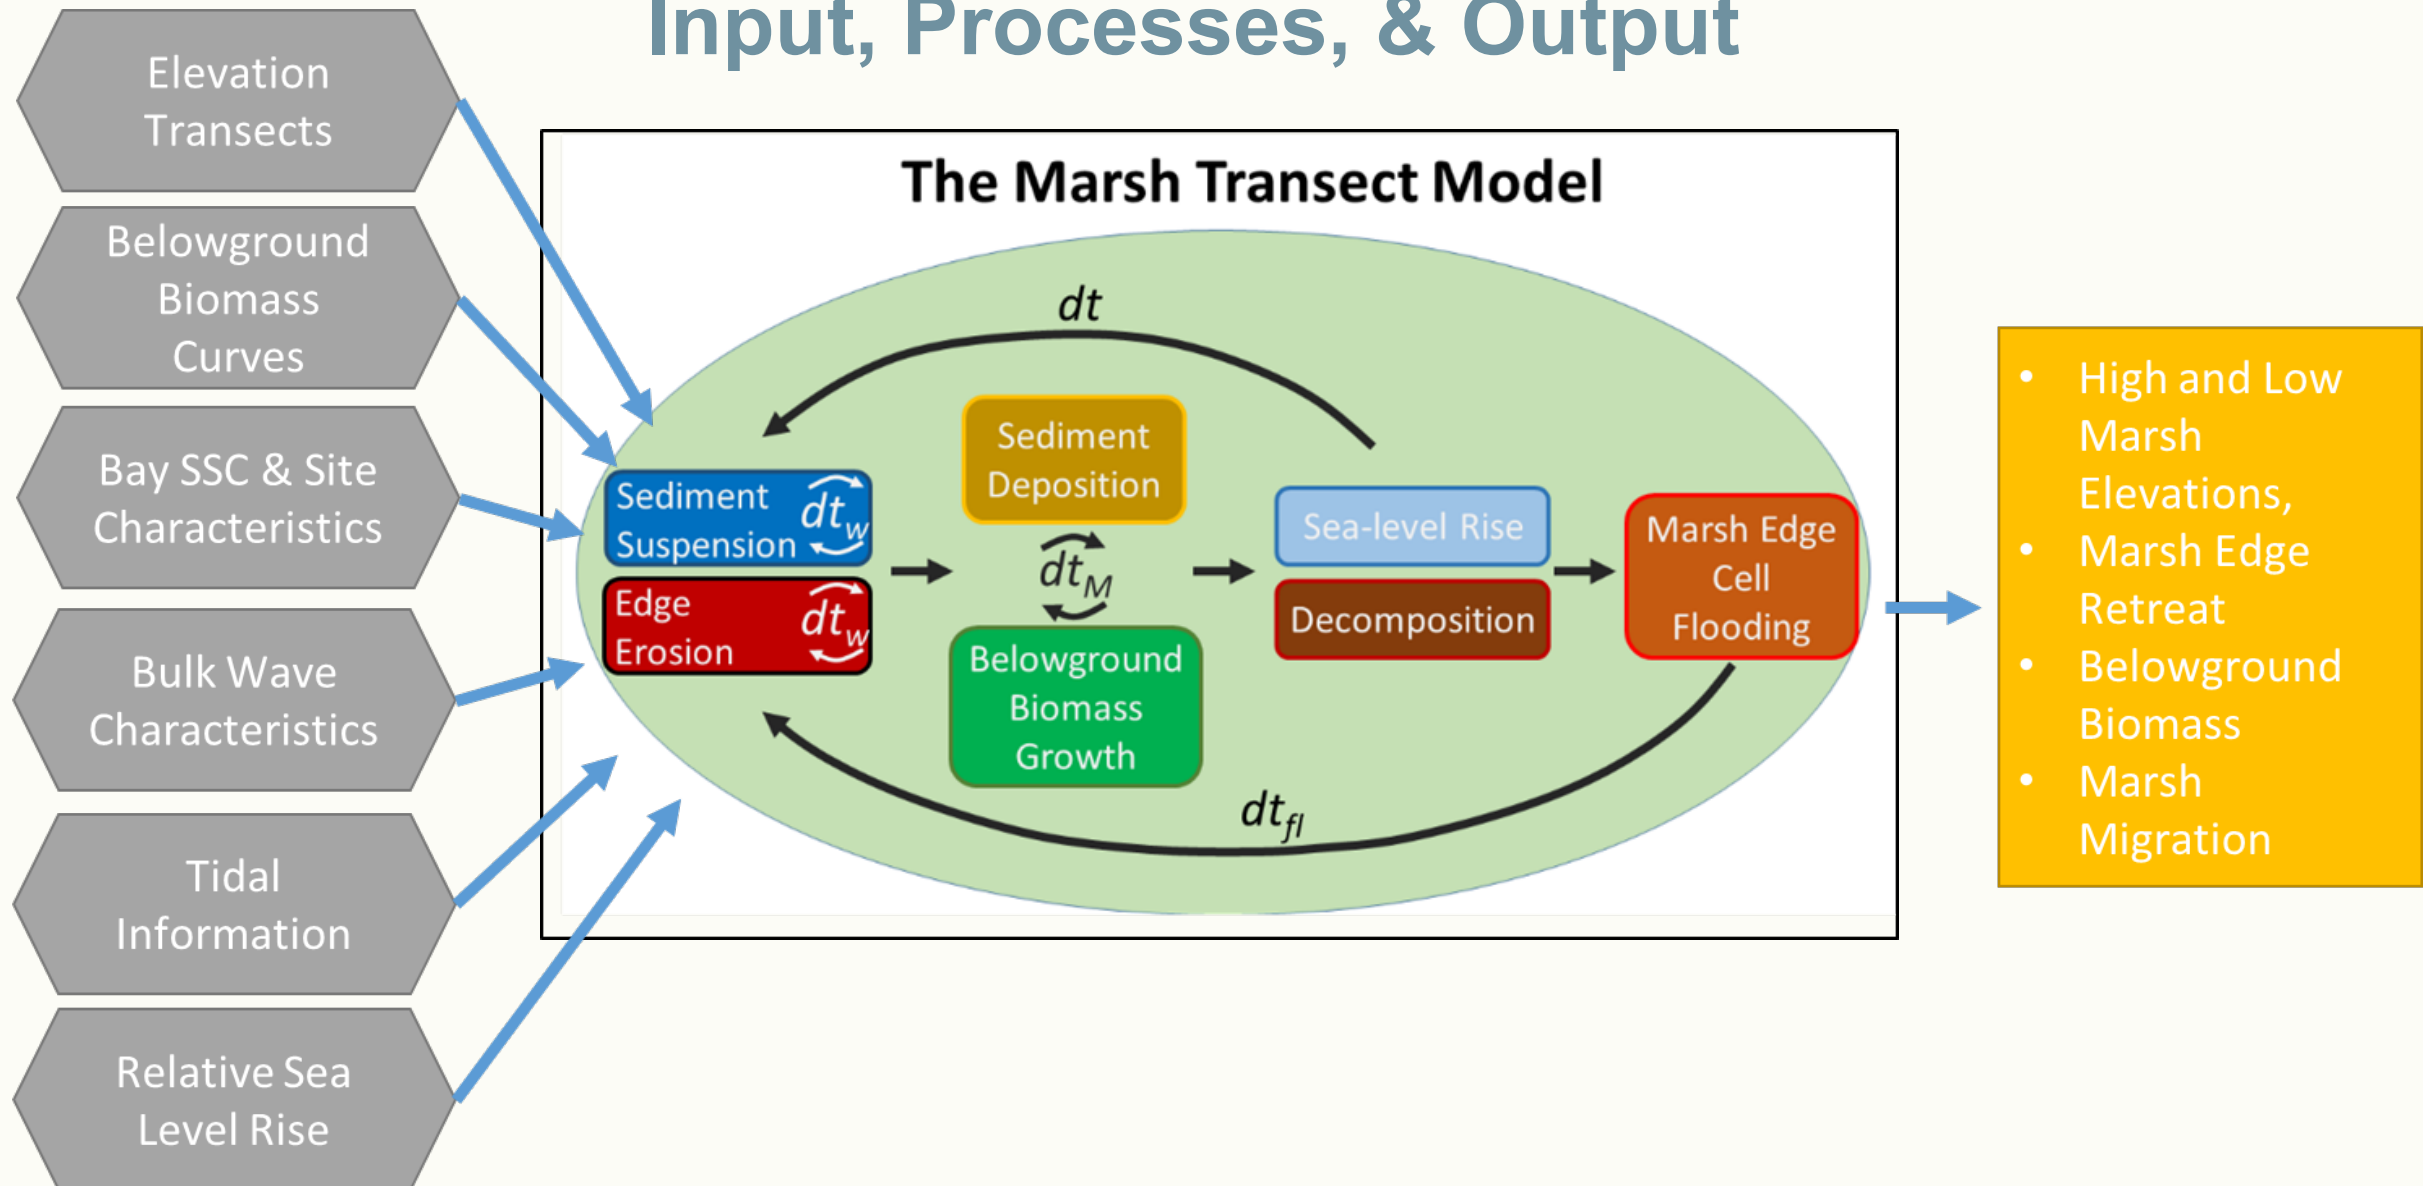 Input, Processes, & Output
Elevation
Transects
Belowground
Biomass
Curves
Bay SSC & Site
Characteristics
Bulk Wave
Characteristics
Tidal
Information
Relative Sea
Level Rise
The Marsh Transect Model
dt
Sediment
Suspension
dtw
Edge
Erosion
dtw
Sediment
Deposition
dtM
Belowground
Biomass
Growth
Sea-level Rise
Decomposition
Marsh Edge
Cell
Flooding
dtfl
• High and Low
Marsh
Elevations,
• Marsh Edge
Retreat
• Belowground
Biomass
• Marsh
Migration